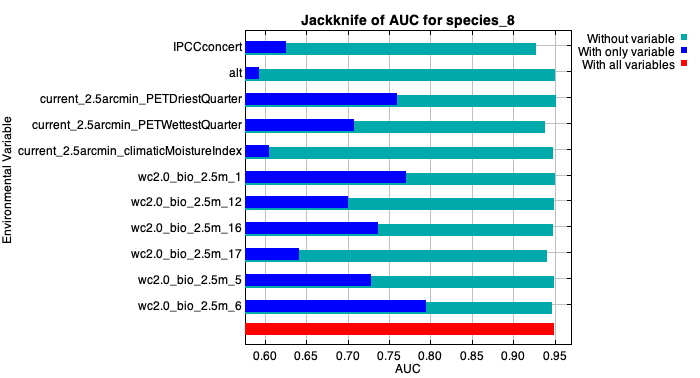 Jackknife of AUC for species_8
Without variable
With only variable
With all variables
Environmental Variable
IPCCconcert
alt
current_2.5arcmin_PETDriestQuarter
current_2.5arcmin_PETWettestQuarter
current_2.5arcmin_climaticMoistureIndex
wc2.0_bio_2.5m_1
wc2.0_bio_2.5m_12
wc2.0_bio_2.5m_16
wc2.0_bio_2.5m_17
wc2.0_bio_2.5m_5
wc2.0_bio_2.5m_6
0.60 0.65 0.70 0.75 0.80 0.85 0.90 0.95
AUC